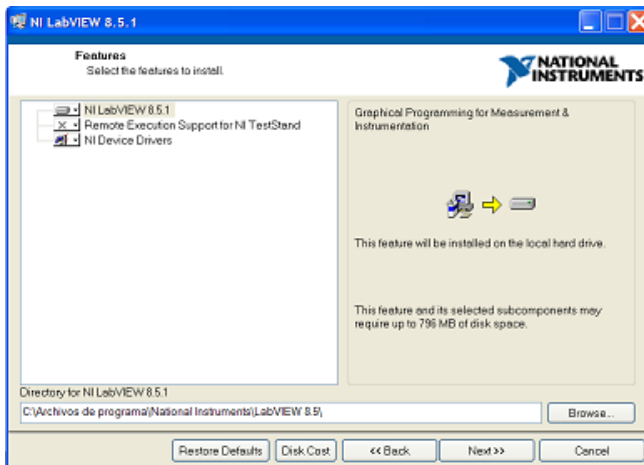 NI LabVIEW 8.5.1
Features
Select the features to install.
NATIONAL
INSTRUMENTS
NI LabVIEW 8.5.1
Remote Execution Support for NI TestStand
NI Device Drivers
Graphical Programming for Measurement &
Instrumentation
This feature will be installed on the local hard drive.
This feature and its selected subcomponents may
require up to 796 MB of disk space.
Directory for NI LabVIEW 8.5.1
C:\Archivos de programa\National Instruments\LabVIEW 8.5\
Browse...
Restore Defaults
Disk Cost
<< Back
Next >>
Cancel